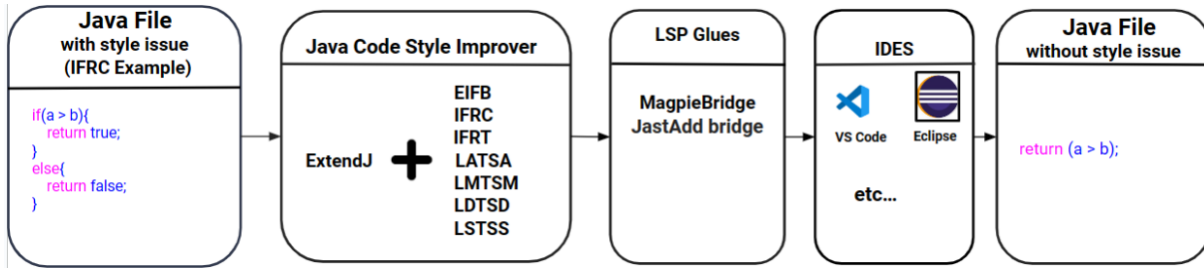 Java File
with style issue
(IFRC Example)
if(a > b){
return true;
}
else{
return false;
}
Java Code Style Improver
ExtendJ
EIFB
IFRC
IFRT
LATSA
LMTSM
LDTSD
LSTSS
LSP Glues
MagpieBridge
JastAdd bridge
IDES
VS Code
Eclipse
etc...
Java File
without style issue
return (a > b);